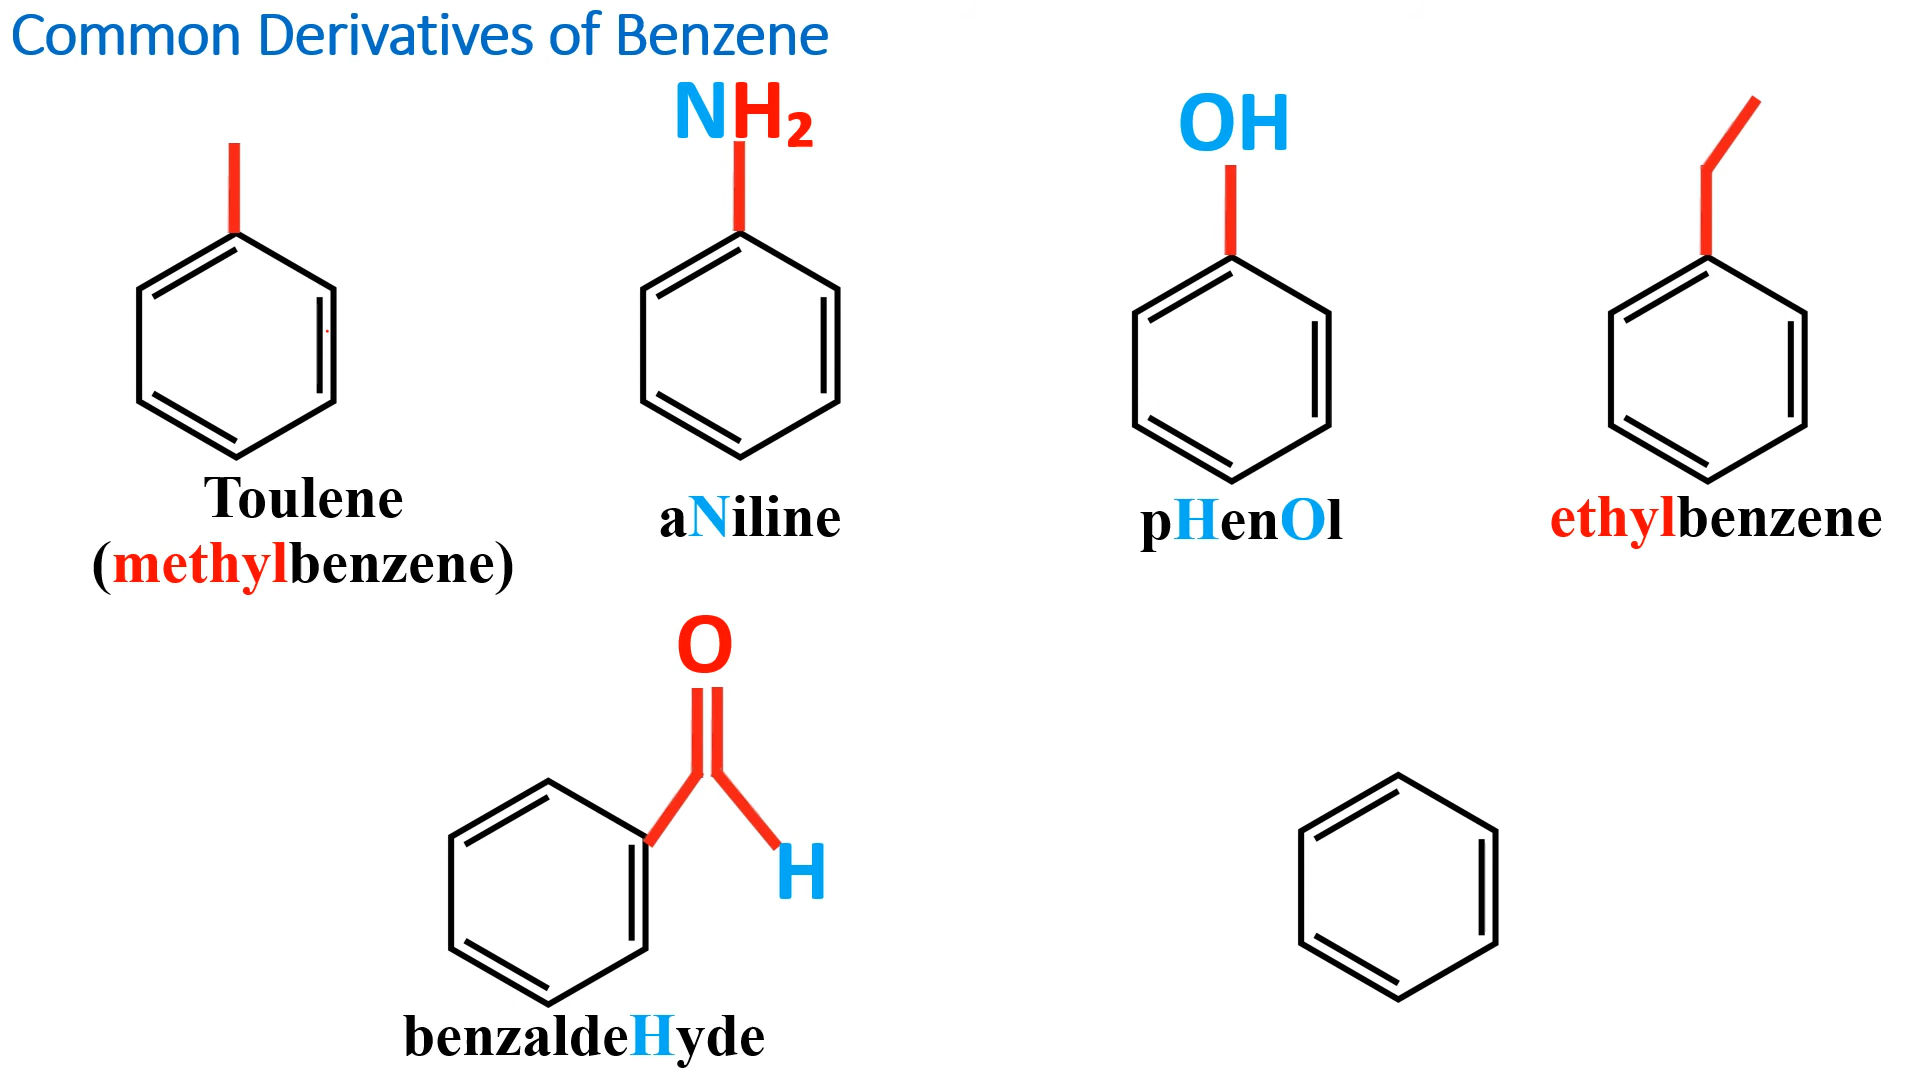 Common Derivatives of Benzene
NH₂
OH
Toulene
(methylbenzene)
aNiline
pHenOl
ethylbenzene
O
H
benzaldeHyde